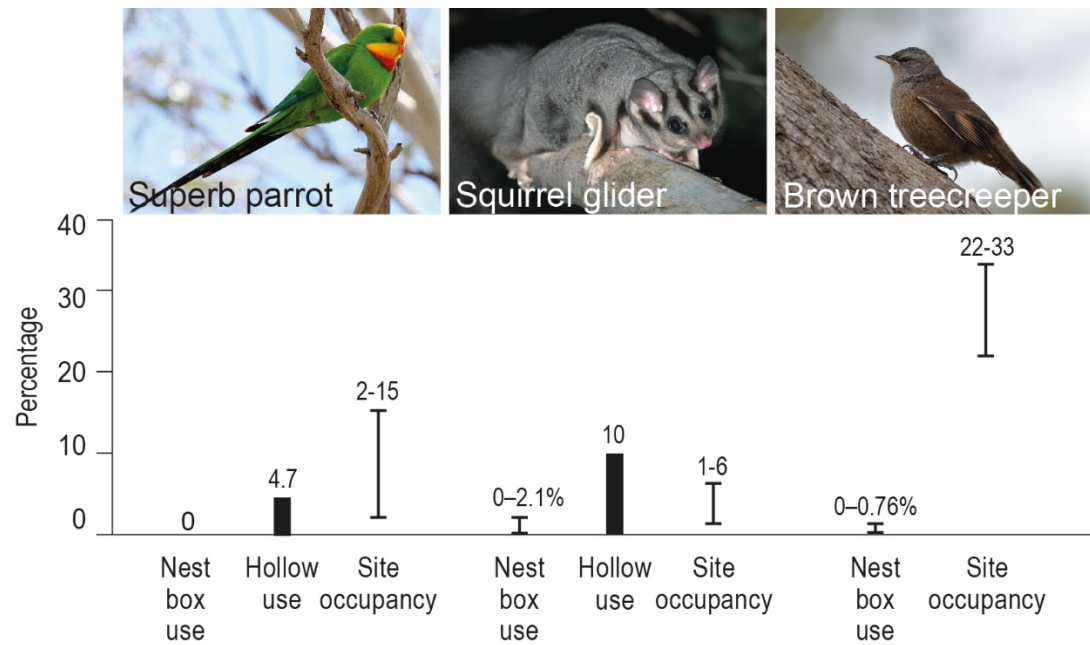 Superb parrot
Squirrel glider
Brown treecreeper
Percentage
40
30
20
10
0
0
4.7
2-15
0–2.1%
10
1-6
0–0.76%
22-33
Nest
box
use
Hollow
use
Site
occupancy
Nest
box
use
Hollow
use
Site
occupancy
Nest
box
use
Site
occupancy